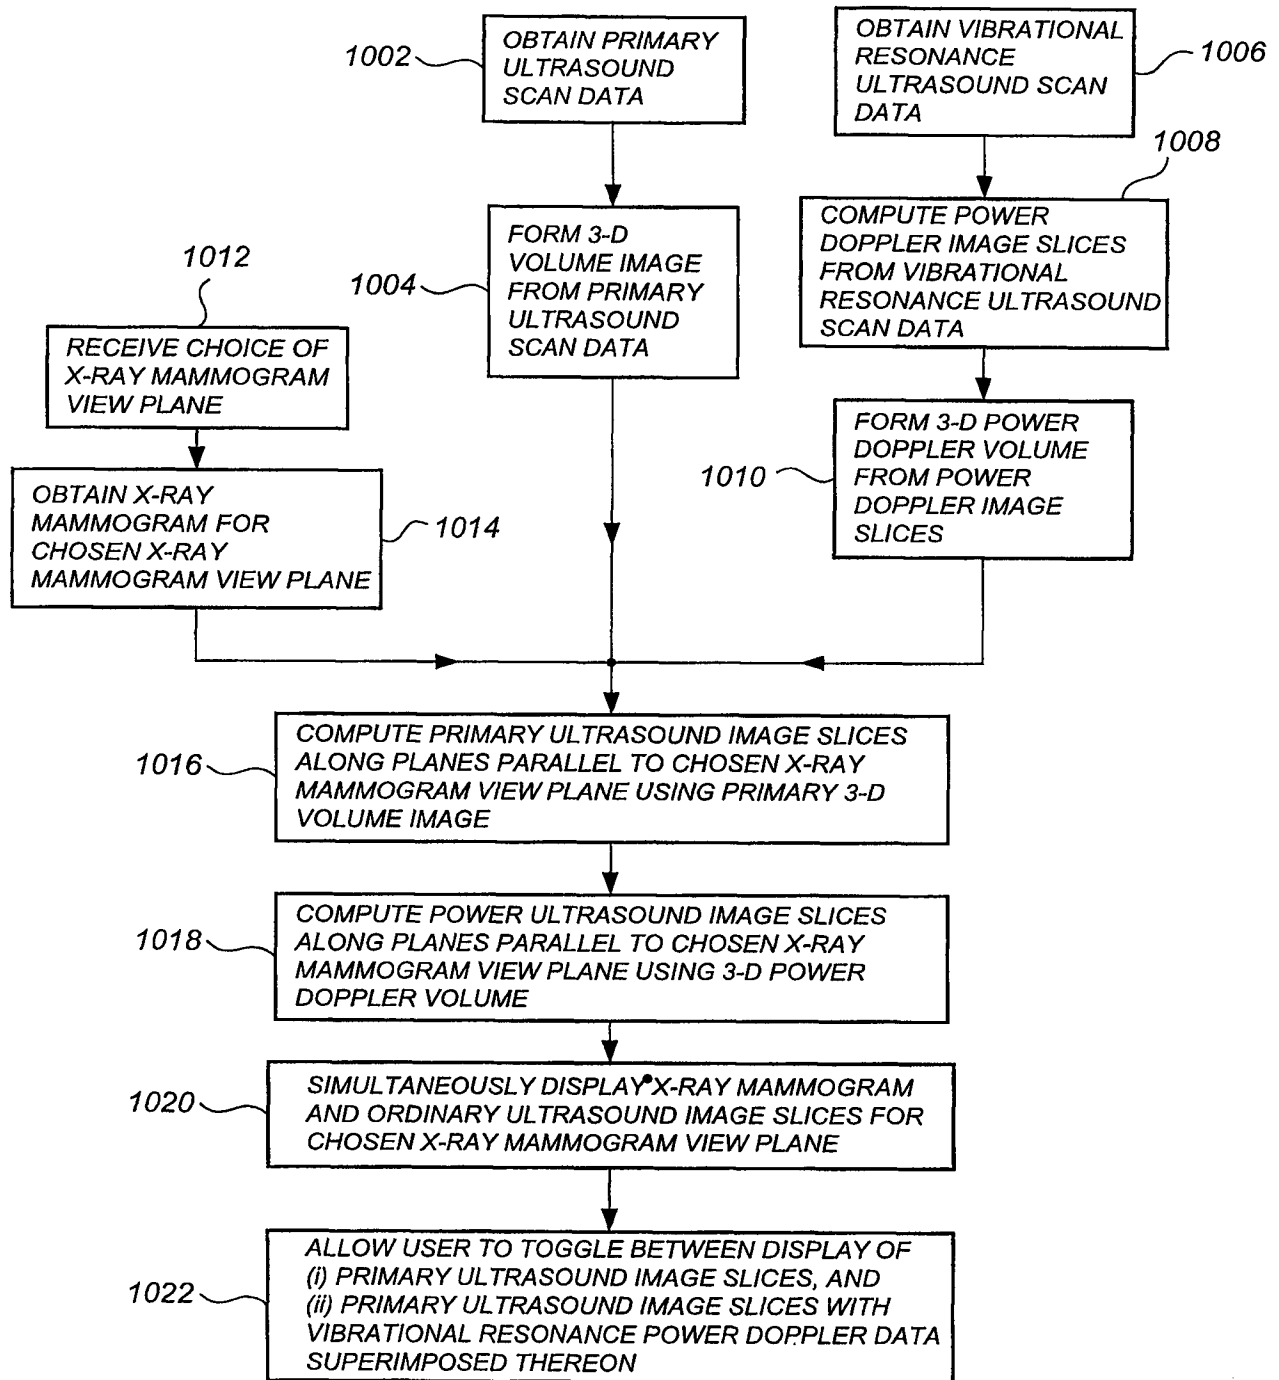 1002
OBTAIN PRIMARY
ULTRASOUND
SCAN DATA
OBTAIN VIBRATIONAL
RESONANCE
ULTRASOUND SCAN
DATA
1006
1008
COMPUTE POWER
DOPPLER IMAGE SLICES
FROM VIBRATIONAL
RESONANCE ULTRASOUND
SCAN DATA
1004
FORM 3-D
VOLUME IMAGE
FROM PRIMARY
ULTRASOUND
SCAN DATA
1012
RECEIVE CHOICE OF
X-RAY MAMMOGRAM
VIEW PLANE
1010
FORM 3-D POWER
DOPPLER VOLUME
FROM POWER
DOPPLER IMAGE
SLICES
OBTAIN X-RAY
MAMMOGRAM FOR
CHOSEN X-RAY
MAMMOGRAM VIEW PLANE
1014
1016
COMPUTE PRIMARY ULTRASOUND IMAGE SLICES
ALONG PLANES PARALLEL TO CHOSEN X-RAY
MAMMOGRAM VIEW PLANE USING PRIMARY 3-D
VOLUME IMAGE
1018
COMPUTE POWER ULTRASOUND IMAGE SLICES
ALONG PLANES PARALLEL TO CHOSEN X-RAY
MAMMOGRAM VIEW PLANE USING 3-D POWER
DOPPLER VOLUME
1020
SIMULTANEOUSLY DISPLAY X-RAY MAMMOGRAM
AND ORDINARY ULTRASOUND IMAGE SLICES FOR
CHOSEN X-RAY MAMMOGRAM VIEW PLANE
1022
ALLOW USER TO TOGGLE BETWEEN DISPLAY OF
(i) PRIMARY ULTRASOUND IMAGE SLICES, AND
(ii) PRIMARY ULTRASOUND IMAGE SLICES WITH
VIBRATIONAL RESONANCE POWER DOPPLER DATA
SUPERIMPOSED THEREON